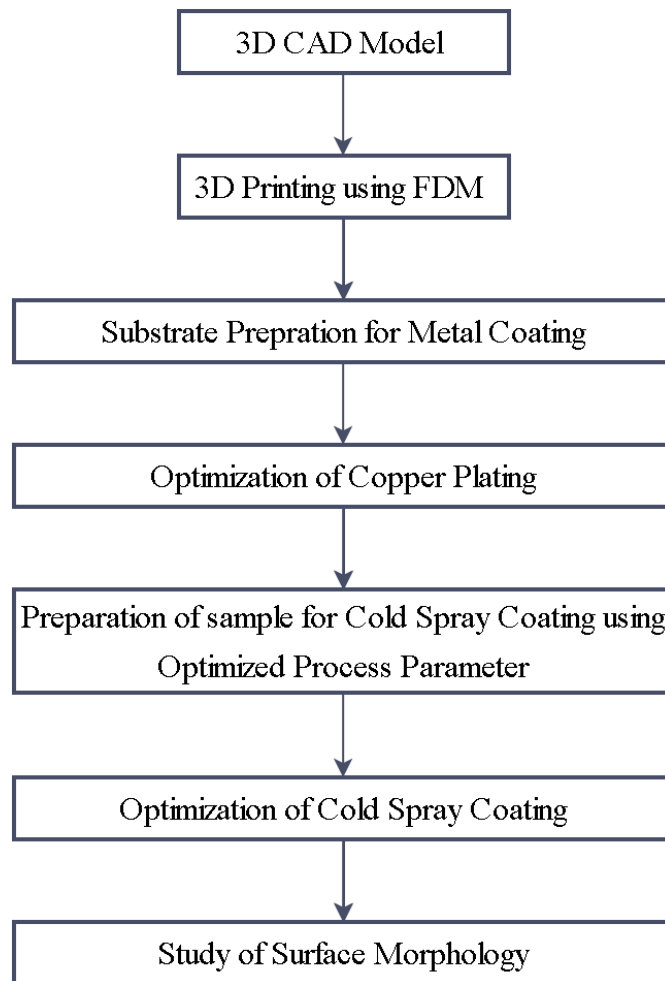 3D CAD Model
3D Printing using FDM
Substrate Prepration for Metal Coating
Optimization of Copper Plating
Preparation of sample for Cold Spray Coating using
Optimized Process Parameter
Optimization of Cold Spray Coating
Study of Surface Morphology